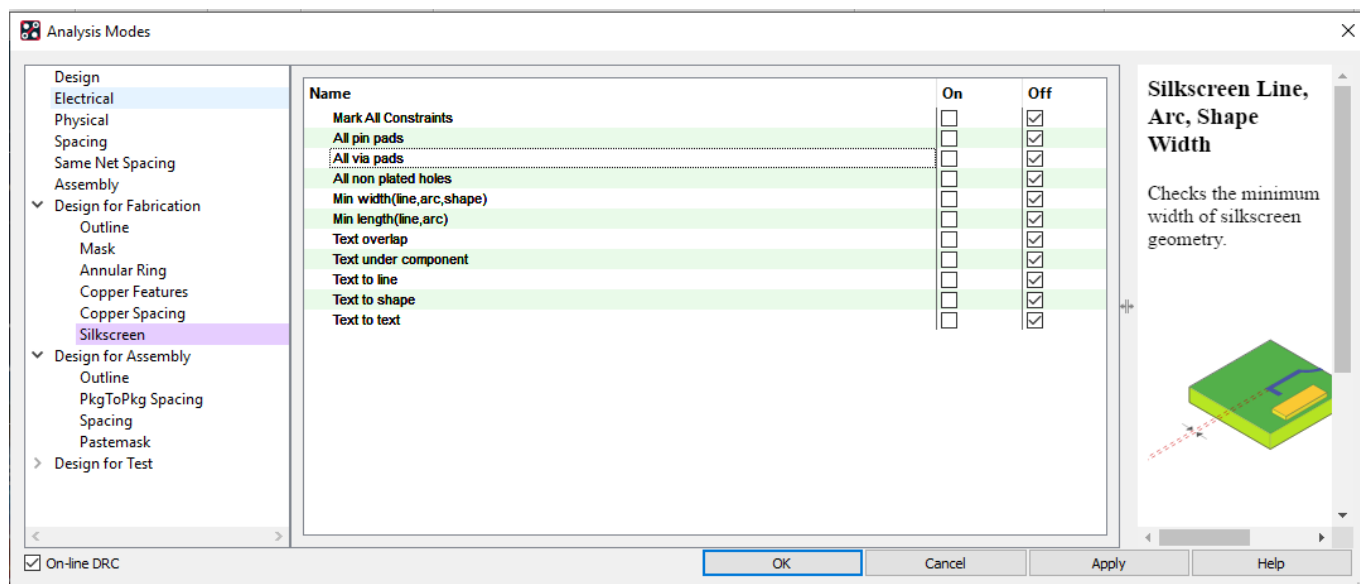 Analysis Modes
Design
Electrical
Physical
Spacing
Same Net Spacing
Assembly
Design for Fabrication
Outline
Mask
Annular Ring
Copper Features
Copper Spacing
Silkscreen
Design for Assembly
Outline
PkgToPkg Spacing
Spacing
Pastemask
Design for Test
Name On Off
Mark All Constraints
All pin pads
All via pads
All non plated holes
Min width(line,arc,shape)
Min length(line,arc)
Text overlap
Text under component
Text to line
Text to shape
Text to text
Silkscreen Line,
Arc, Shape
Width
Checks the minimum
width of silkscreen
geometry.
On-line DRC
OK Cancel Apply Help